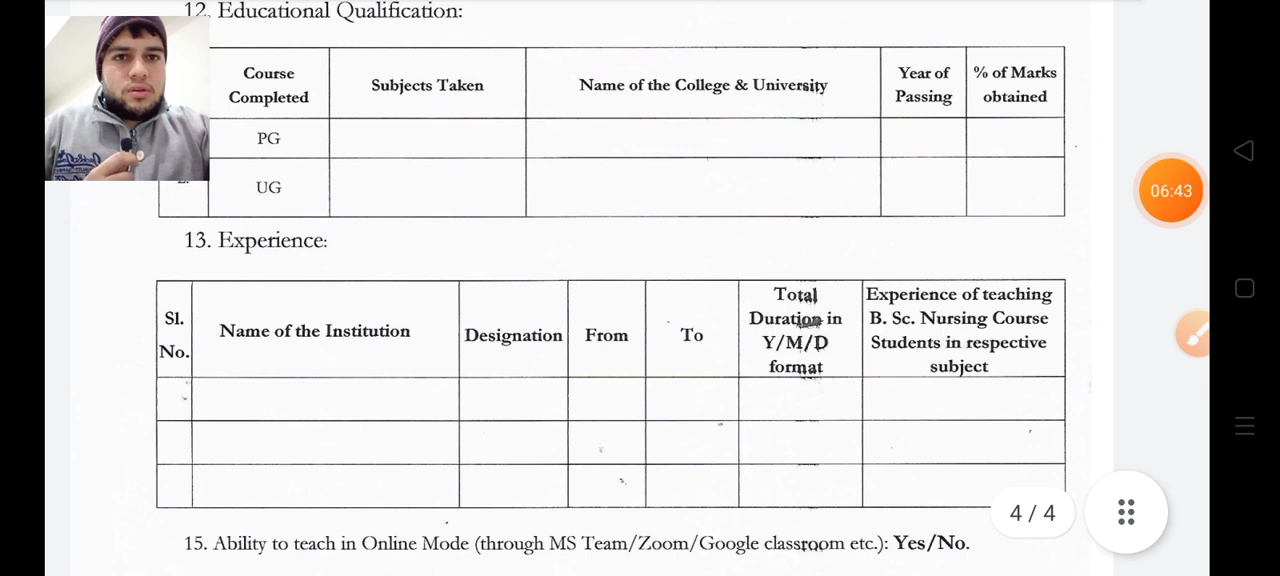 12. Educational Qualification:
Course Completed
Subjects Taken
Name of the College & University
Year of Passing
% of Marks obtained
PG
UG
13. Experience:
Sl. No.
Name of the Institution
Designation
From
To
Total Duration in Y/M/D format
Experience of teaching B. Sc. Nursing Course Students in respective subject
15. Ability to teach in Online Mode (through MS Team/Zoom/Google classroom etc.): Yes/No.
06:43
4 / 4